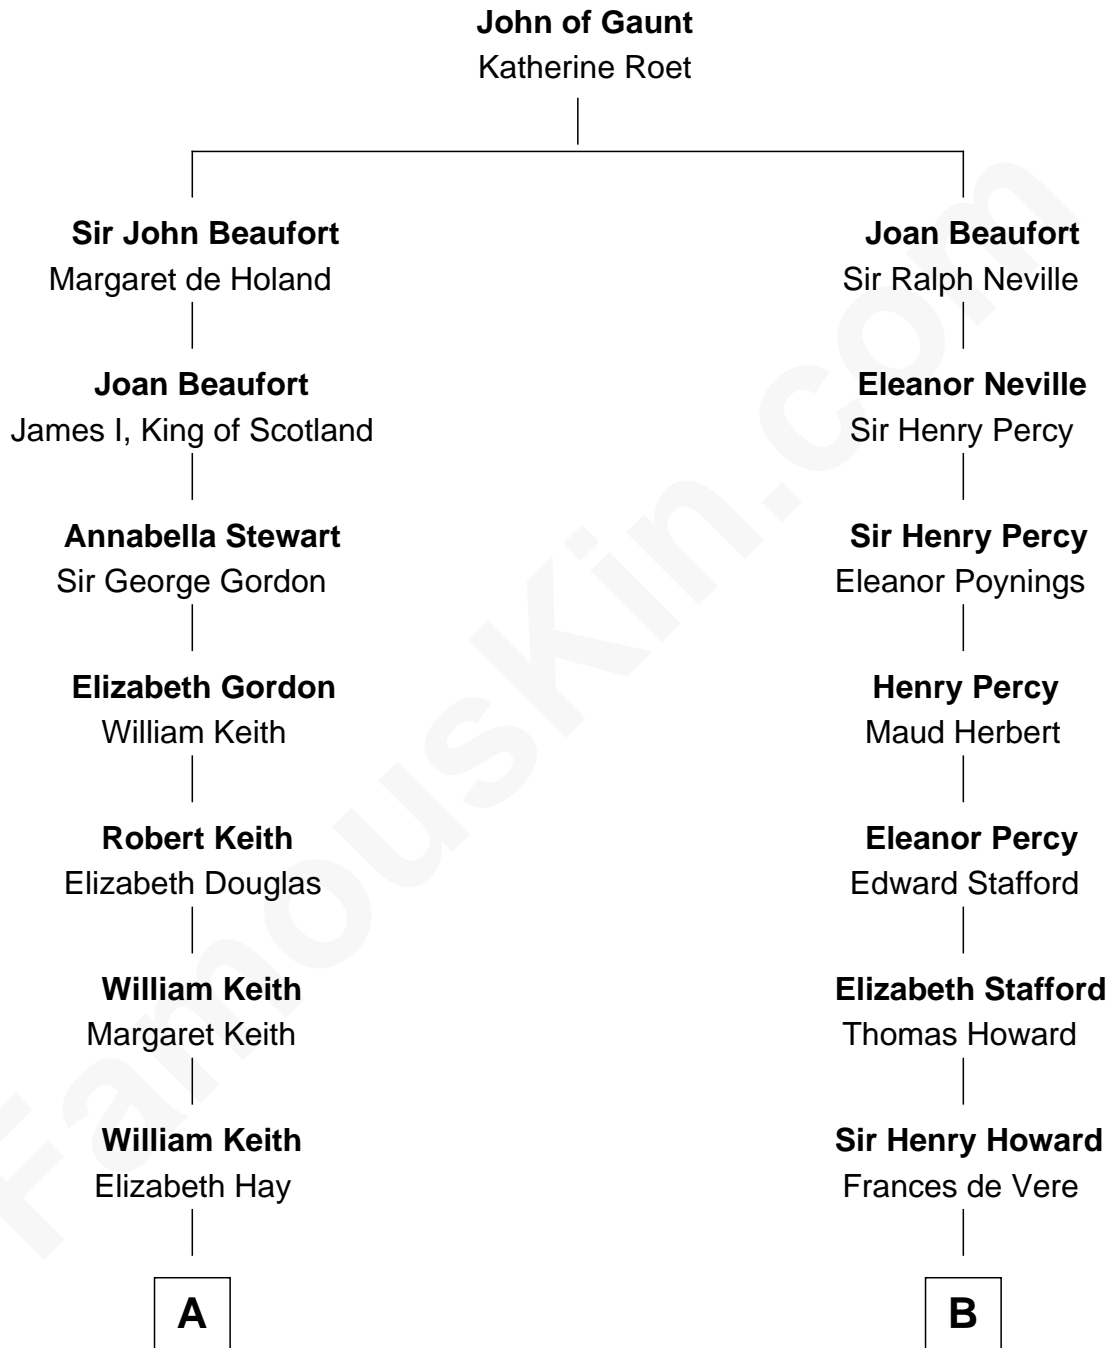 John of Gaunt
Katherine Roet
Sir John Beaufort
Margaret de Holand
Joan Beaufort
James I, King of Scotland
Annabella Stewart
Sir George Gordon
Elizabeth Gordon
William Keith
Robert Keith
Elizabeth Douglas
William Keith
Margaret Keith
William Keith
Elizabeth Hay
A
Joan Beaufort
Sir Ralph Neville
Eleanor Neville
Sir Henry Percy
Sir Henry Percy
Eleanor Poynings
Henry Percy
Maud Herbert
Eleanor Percy
Edward Stafford
Elizabeth Stafford
Thomas Howard
Sir Henry Howard
Frances de Vere
B
FamousKin.com